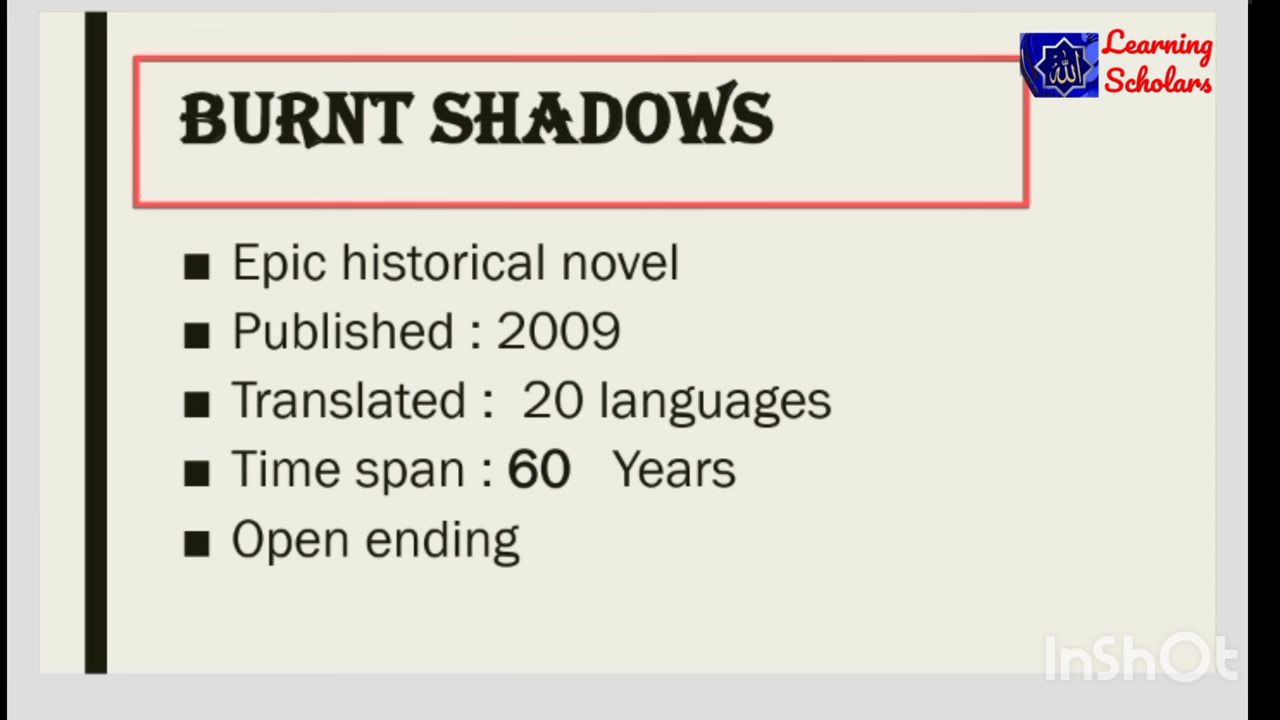 Learning
Scholars
BURNT SHADOWS
■ Epic historical novel
■ Published : 2009
■ Translated : 20 languages
■ Time span : 60 Years
■ Open ending
InShOt